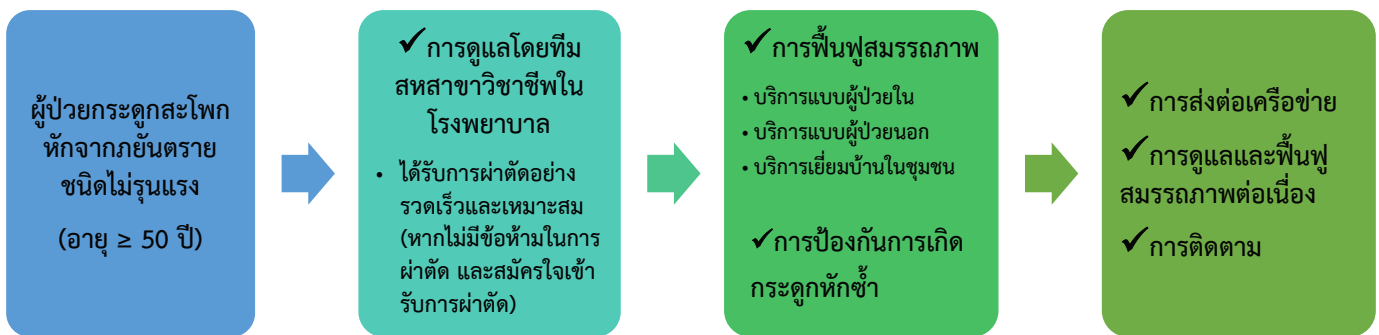 ผู้ป่วยกระดูกสะโพก
หักจากภยันตราย
ชนิดไม่รุนแรง
(อายุ ≥ 50 ปี)
✓การดูแลโดยทีม
สหสาขาวิชาชีพใน
โรงพยาบาล
• ได้รับการผ่าตัดอย่าง
รวดเร็วและเหมาะสม
(หากไม่มีข้อห้ามในการ
ผ่าตัด และสมัครใจเข้า
รับการผ่าตัด)
✓การฟื้นฟูสมรรถภาพ
• บริการแบบผู้ป่วยใน
• บริการแบบผู้ป่วยนอก
• บริการเยี่ยมบ้านในชุมชน
✓การป้องกันการเกิด
กระดูกหักซ้ำ
✓การส่งต่อเครือข่าย
✓การดูแลและฟื้นฟู
สมรรถภาพต่อเนื่อง
✓การติดตาม